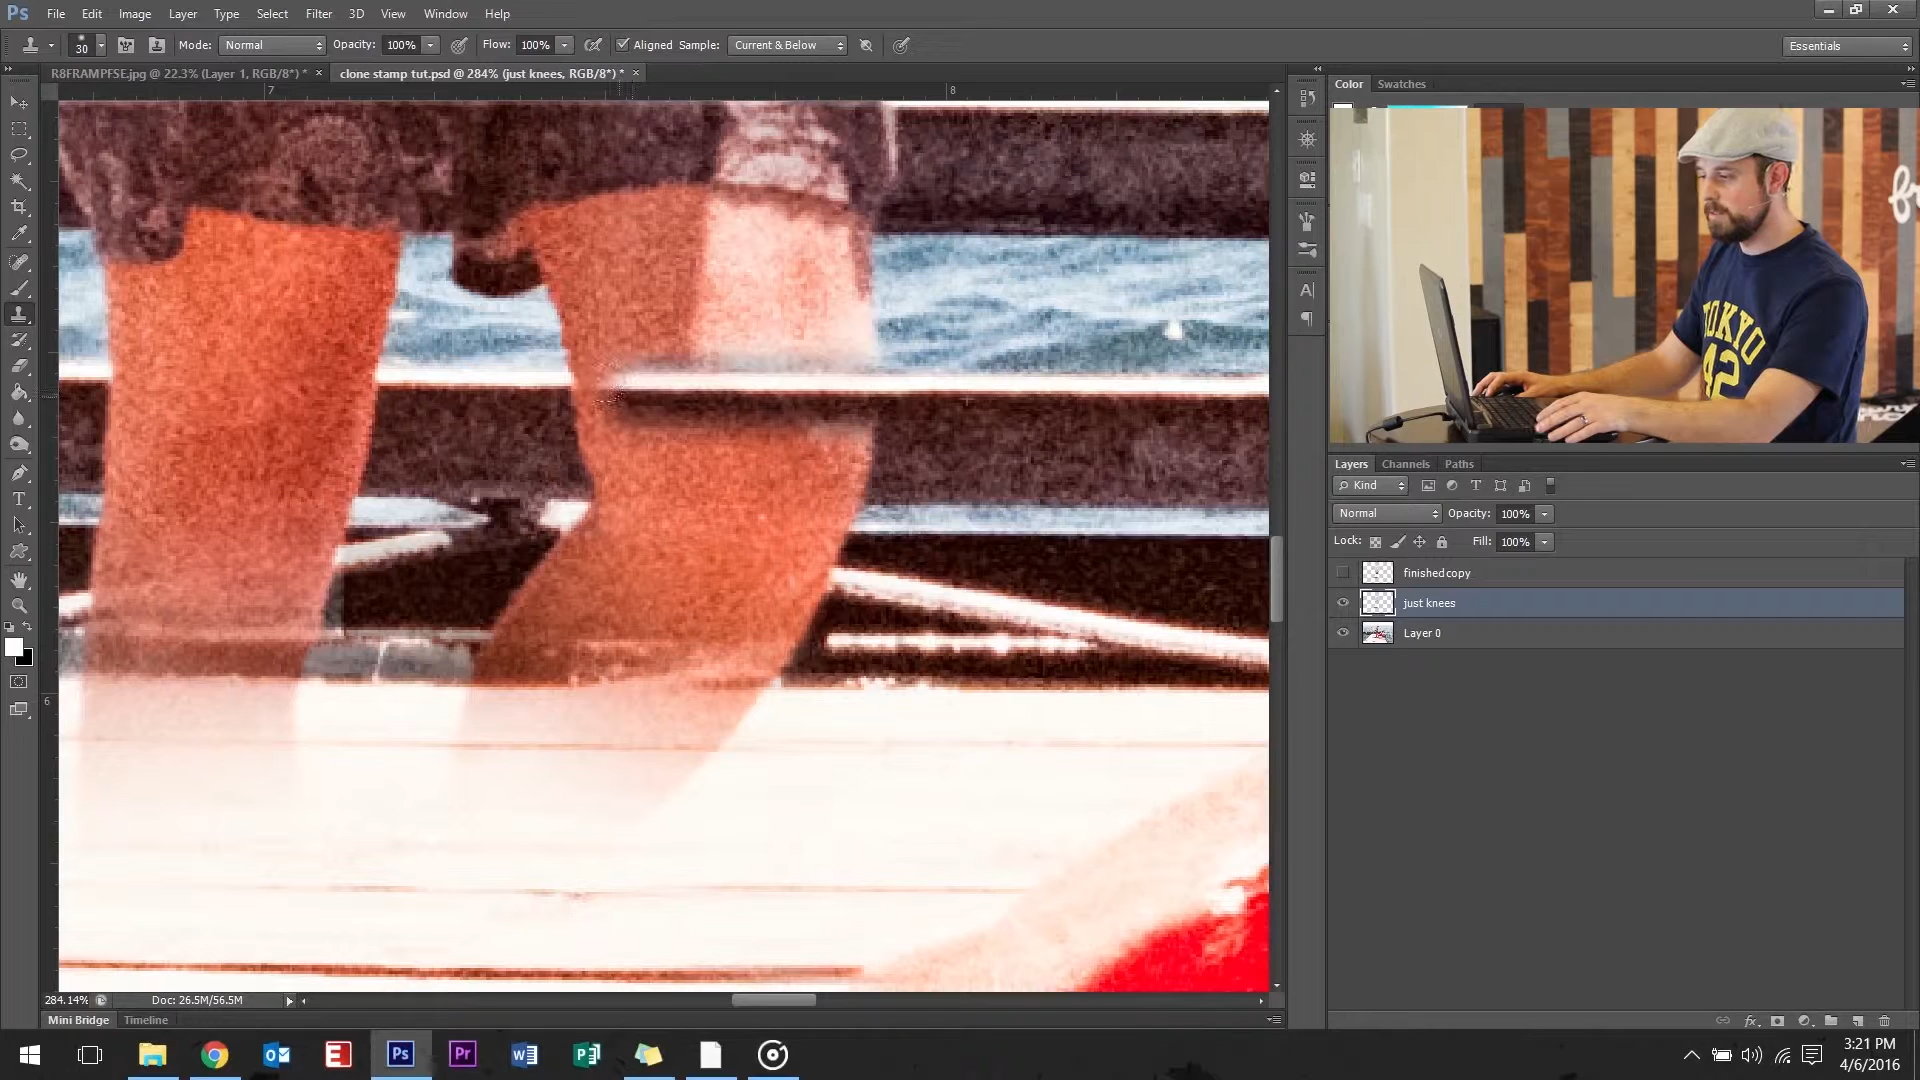 Ps File Edit Image Layer Type Select Filter 3D View Window Help
30 Mode: Normal Opacity: 100% Flow: 100% Aligned Sample: Current & Below Essentials
R8FRAMPFSE.jpg @ 22.3% (Layer 1, RGB/8*) * × clone stamp tut.psd @ 284% (just knees, RGB/8*) * ×
Color Swatches
7 8
6
TOKYO
42
Layers Channels Paths
Kind
Normal Opacity: 100%
Lock: Fill: 100%
finished copy
just knees
Layer 0
284.14% Doc: 26.5M/56.5M
Mini Bridge Timeline
Ps Pr
3:21 PM
4/6/2016